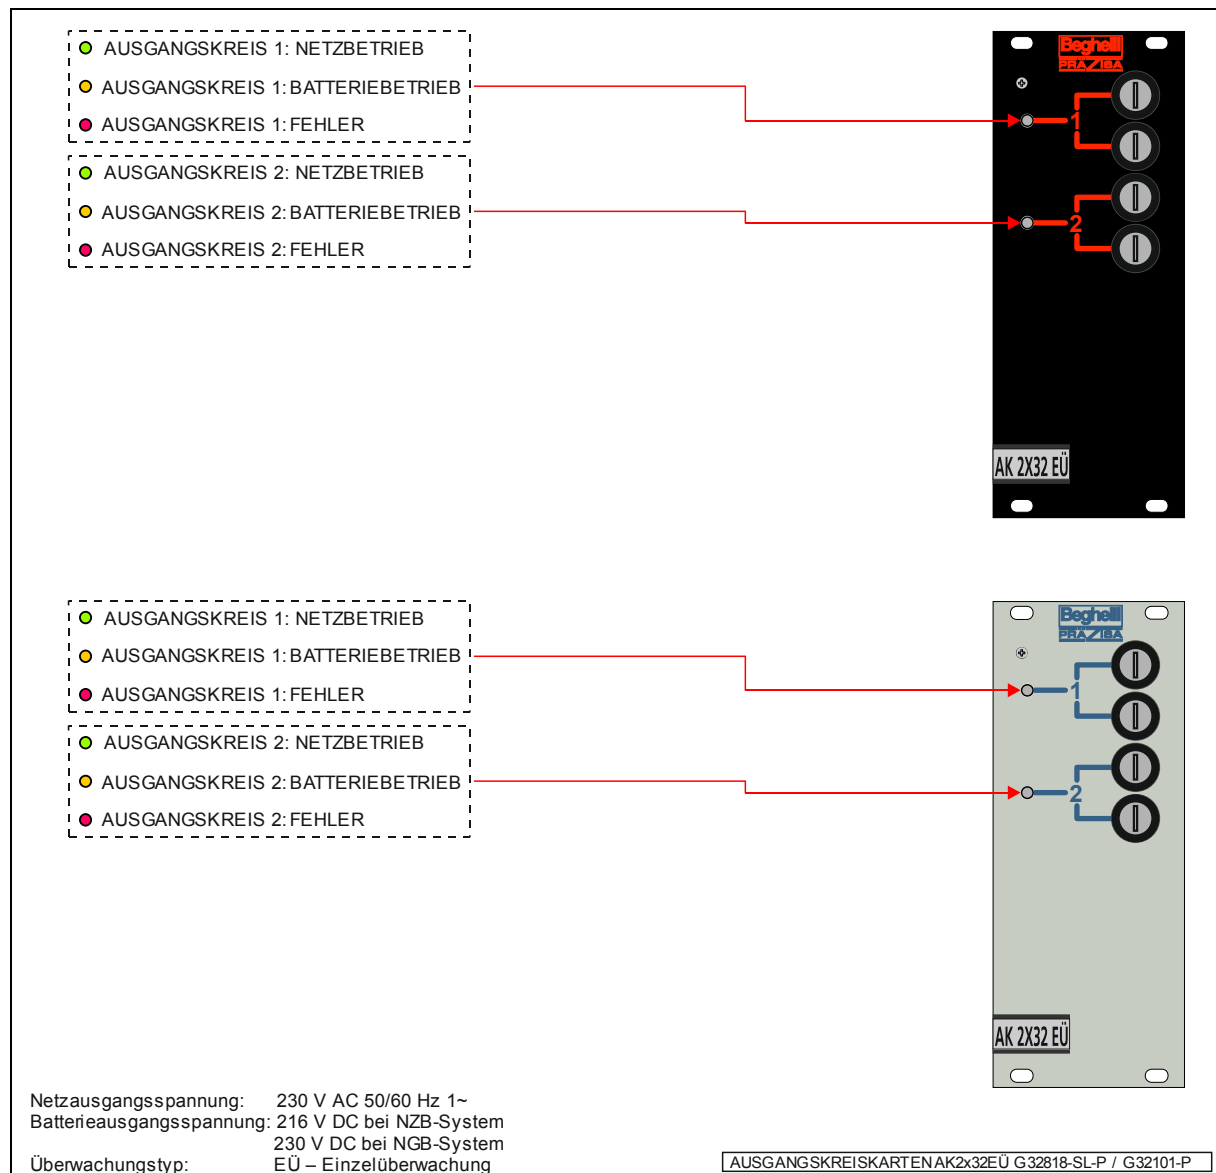 AUSGANGSKREIS 1: NETZBETRIEB
AUSGANGSKREIS 1: BATTERIEBETRIEB
AUSGANGSKREIS 1: FEHLER
AUSGANGSKREIS 2: NETZBETRIEB
AUSGANGSKREIS 2: BATTERIEBETRIEB
AUSGANGSKREIS 2: FEHLER
Beghelli
PRÄZISA
1
2
AK 2X32 EÜ
AUSGANGSKREIS 1: NETZBETRIEB
AUSGANGSKREIS 1: BATTERIEBETRIEB
AUSGANGSKREIS 1: FEHLER
AUSGANGSKREIS 2: NETZBETRIEB
AUSGANGSKREIS 2: BATTERIEBETRIEB
AUSGANGSKREIS 2: FEHLER
Beghelli
PRÄZISA
1
2
AK 2X32 EÜ
Netzausgangsspannung: 230 V AC 50/60 Hz 1~
Batterieausgangsspannung: 216 V DC bei NZB-System
230 V DC bei NGB-System
Überwachungstyp: EÜ – Einzelüberwachung
AUSGANGSKREISKARTEN AK2x32EÜ G32818-SL-P / G32101-P